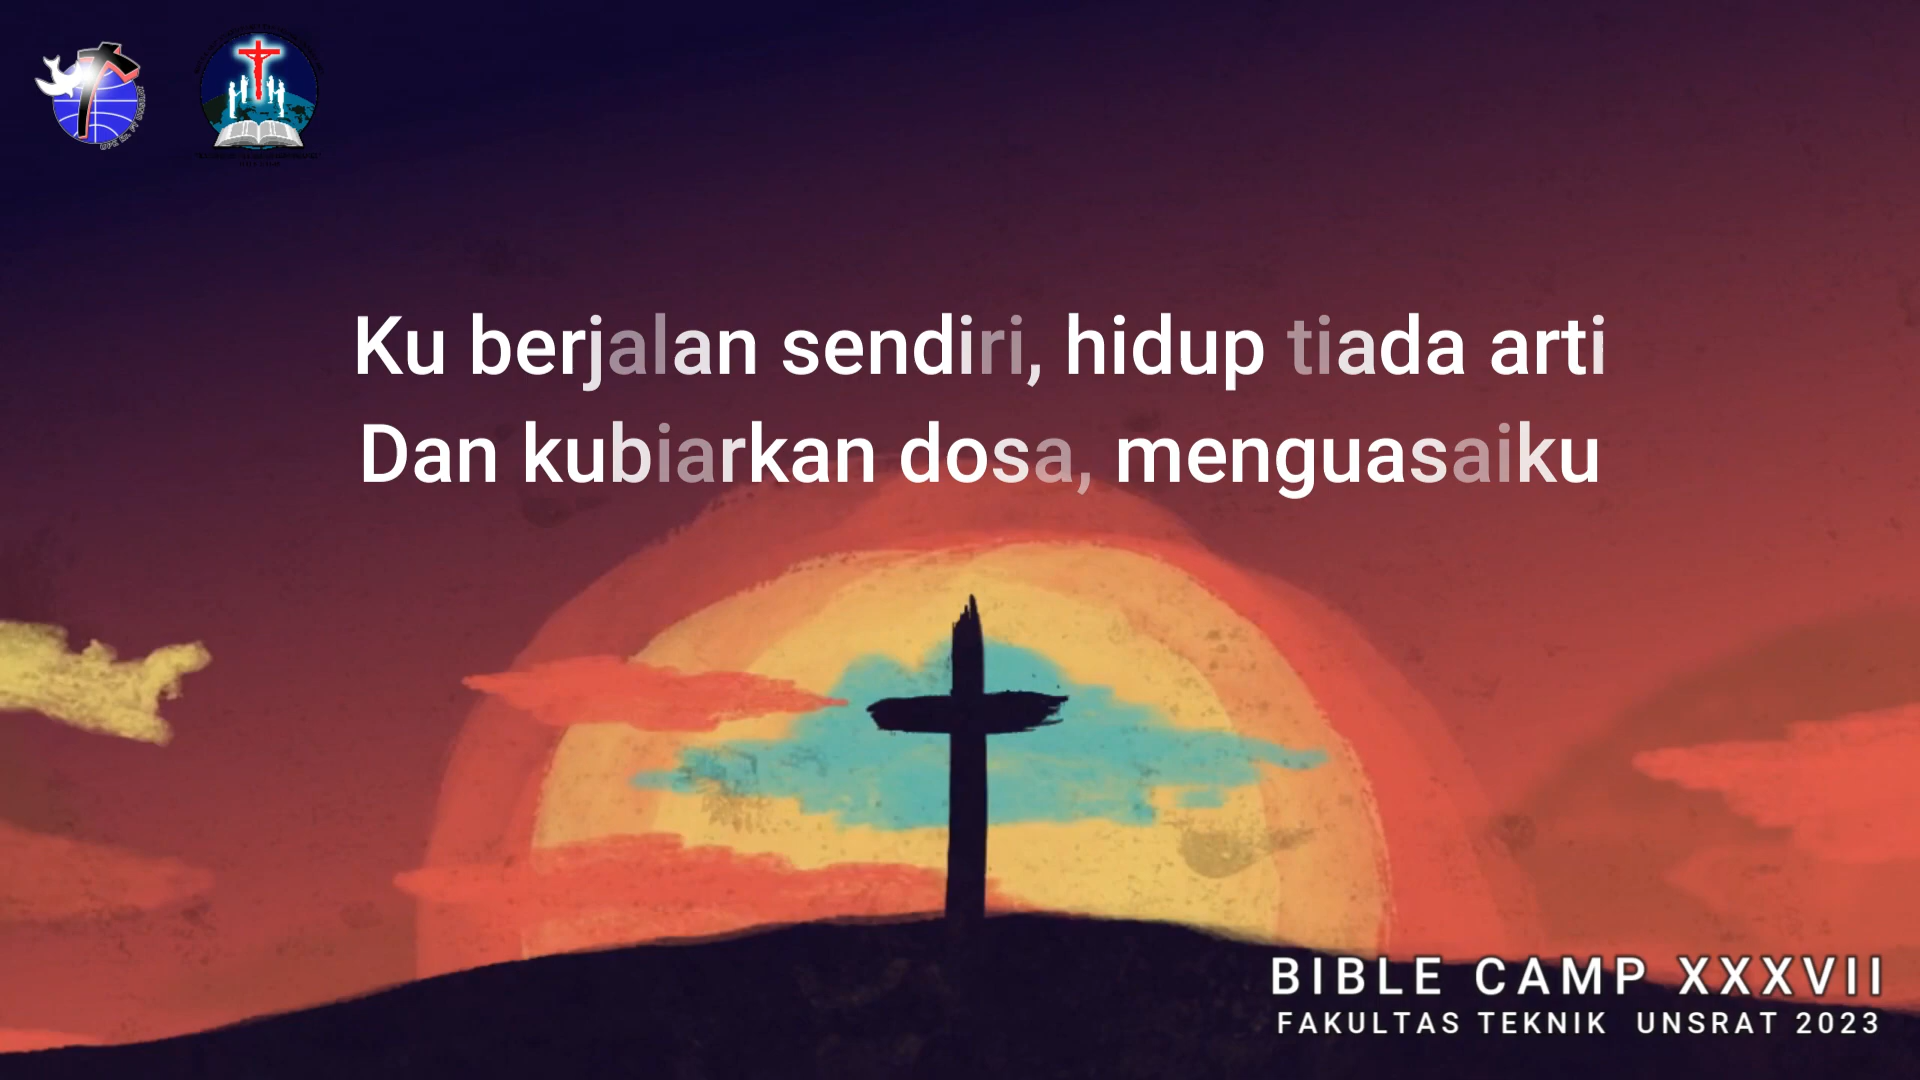 Ku berjalan sendiri, hidup tiada arti
Dan kubiarkan dosa, menguasaiku
BIBLE CAMP XXXVII
FAKULTAS TEKNIK UNSRAT 2023